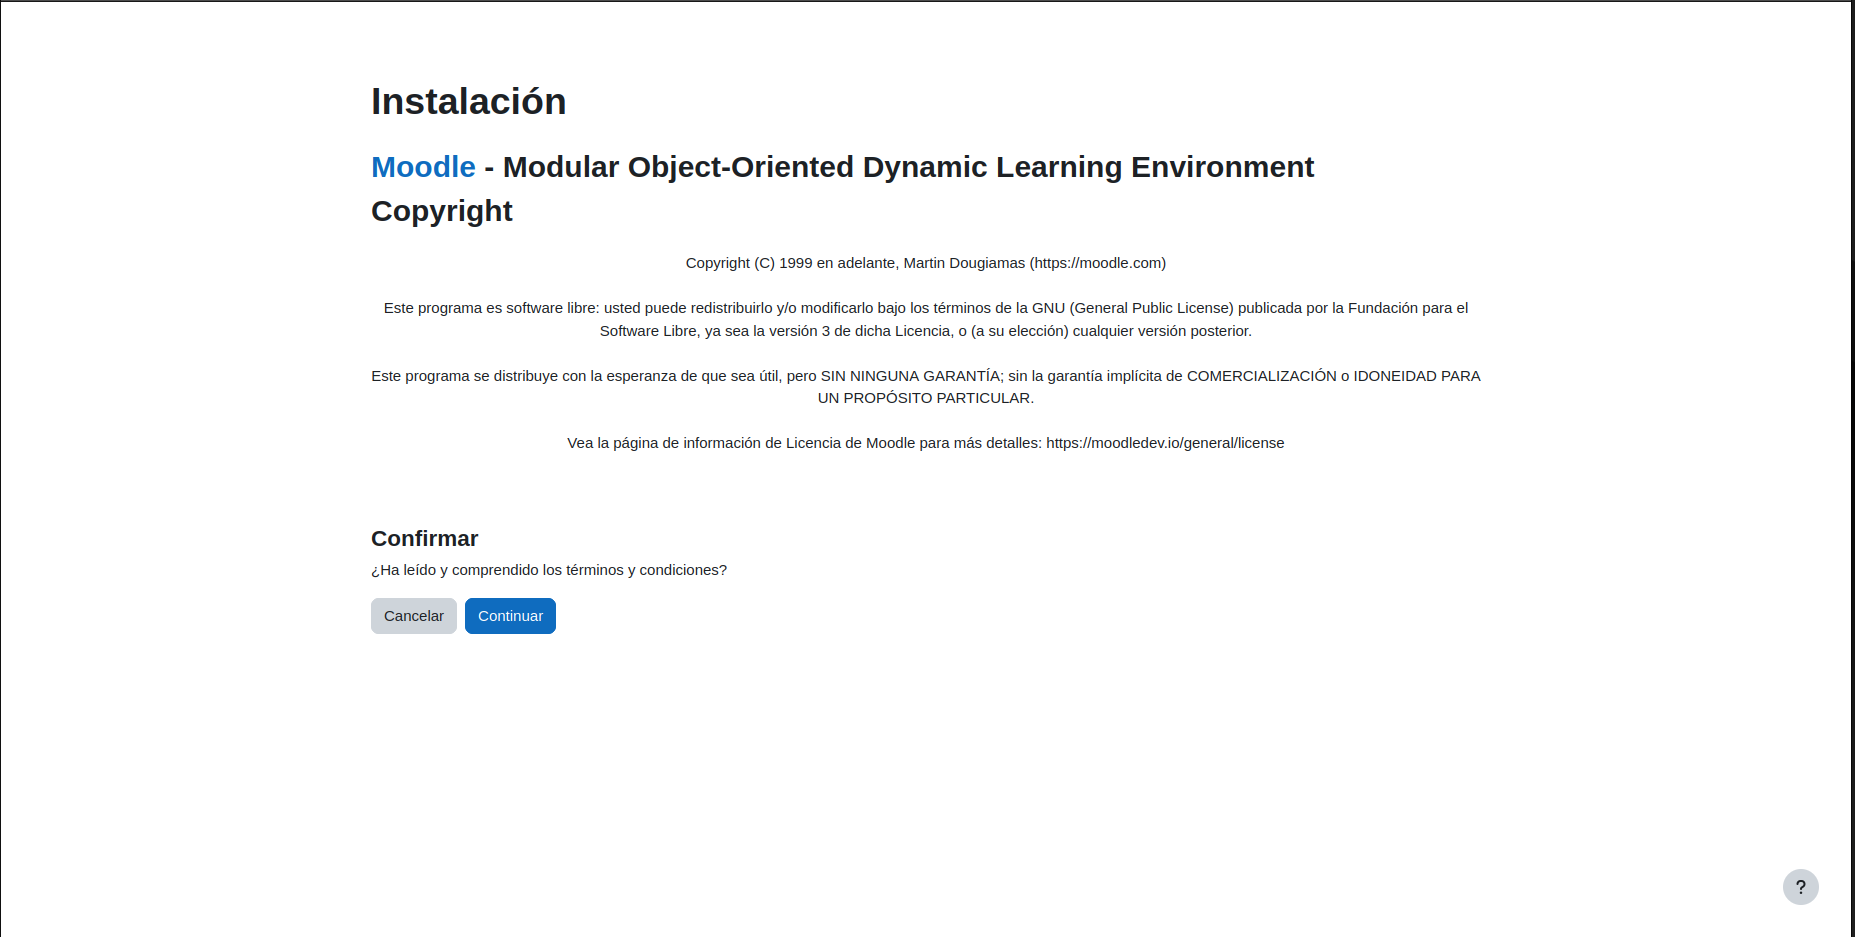 Instalación
Moodle - Modular Object-Oriented Dynamic Learning Environment
Copyright
Copyright (C) 1999 en adelante, Martin Dougiamas (https://moodle.com)
Este programa es software libre: usted puede redistribuirlo y/o modificarlo bajo los términos de la GNU (General Public License) publicada por la Fundación para el
Software Libre, ya sea la versión 3 de dicha Licencia, o (a su elección) cualquier versión posterior.
Este programa se distribuye con la esperanza de que sea útil, pero SIN NINGUNA GARANTÍA; sin la garantía implícita de COMERCIALIZACIÓN o IDONEIDAD PARA
UN PROPÓSITO PARTICULAR.
Vea la página de información de Licencia de Moodle para más detalles: https://moodledev.io/general/license
Confirmar
¿Ha leído y comprendido los términos y condiciones?
Cancelar Continuar
?